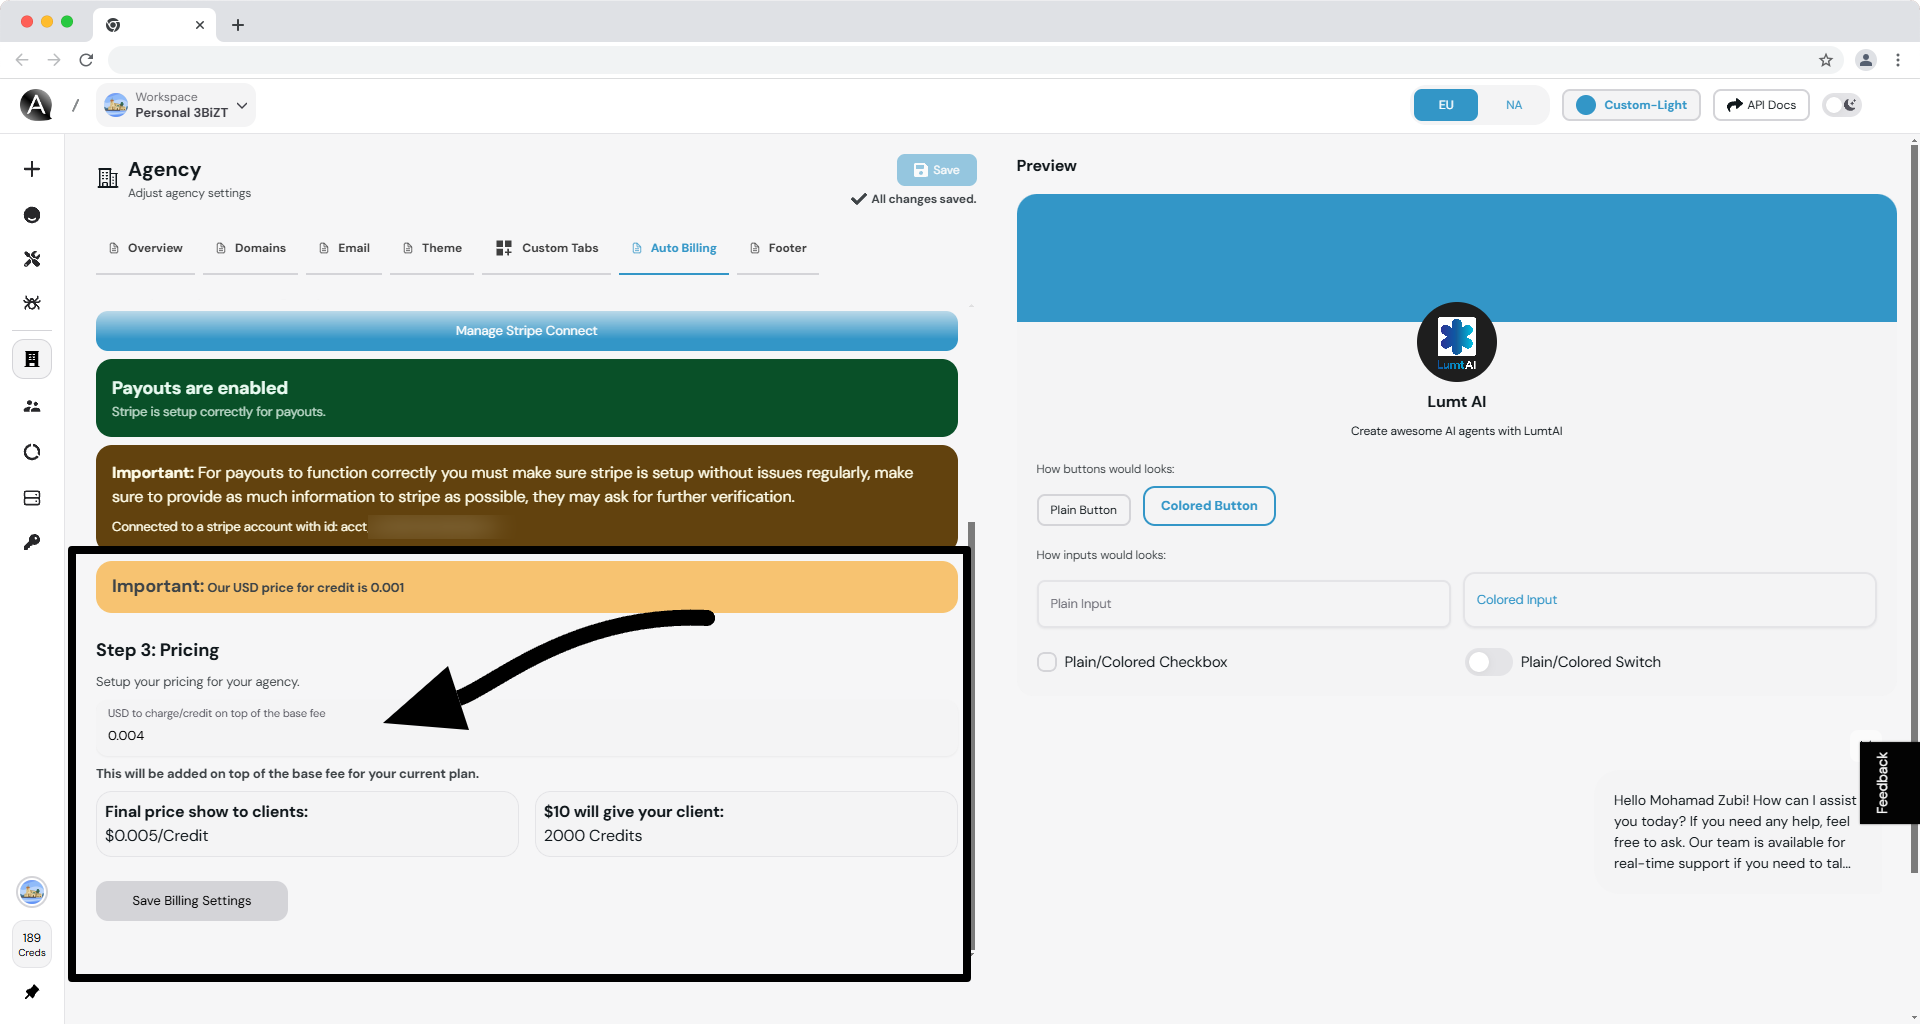 Workspace
Personal 3BiZT
EU
NA
Custom-Light
API Docs
Agency
Adjust agency settings
Save
All changes saved.
Overview
Domains
Email
Theme
Custom Tabs
Auto Billing
Footer
Manage Stripe Connect
Payouts are enabled
Stripe is setup correctly for payouts.
Important: For payouts to function correctly you must make sure stripe is setup without issues regularly, make
sure to provide as much information to stripe as possible, they may ask for further verification.
Connected to a stripe account with id: acct
Important: Our USD price for credit is 0.001
Step 3: Pricing
Setup your pricing for your agency.
USD to charge/credit on top of the base fee
0.004
This will be added on top of the base fee for your current plan.
Final price show to clients:
$0.005/Credit
$10 will give your client:
2000 Credits
Save Billing Settings
189
Creds
Preview
LumtAI
Lumt AI
Create awesome AI agents with LumtAI
How buttons would looks:
Plain Button
Colored Button
How inputs would looks:
Plain Input
Colored Input
Plain/Colored Checkbox
Plain/Colored Switch
Feedback
Hello Mohamad Zubi! How can I assist
you today? If you need any help, feel
free to ask. Our team is available for
real-time support if you need to tal...